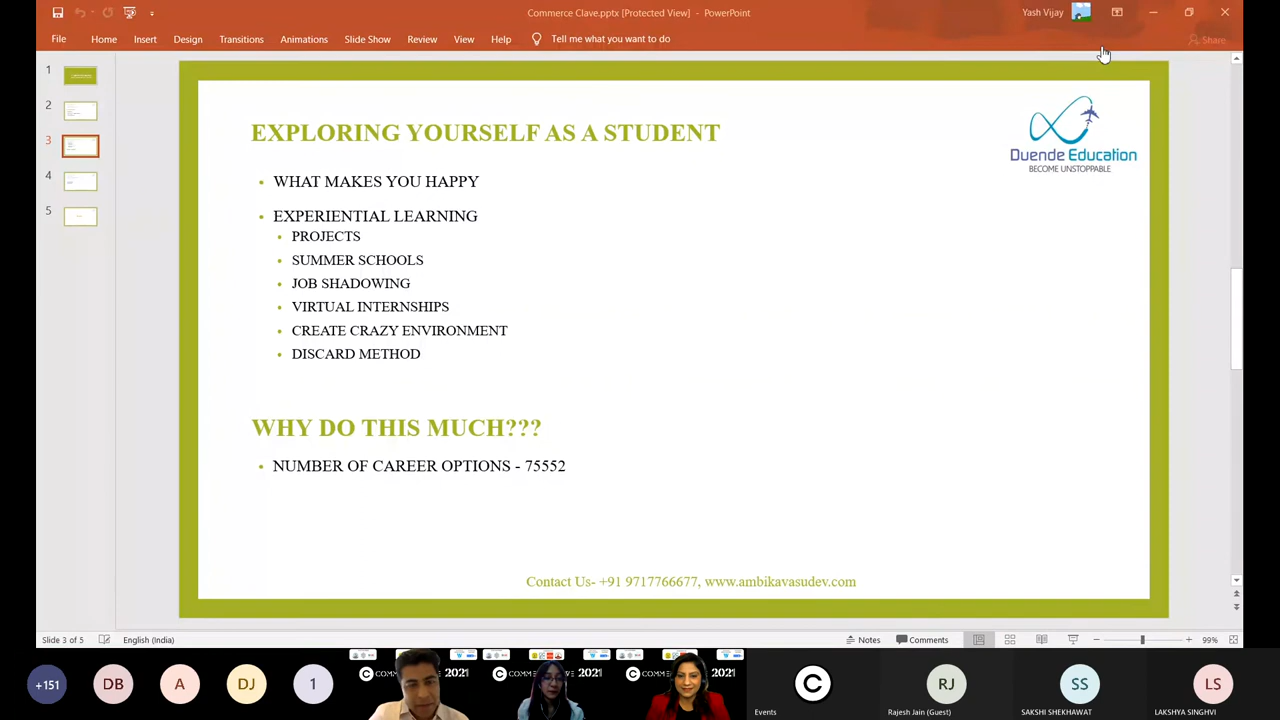 Commerce Clave.pptx [Protected View] - PowerPoint
Yash Vijay
File Home Insert Design Transitions Animations Slide Show Review View Help Tell me what you want to do
Share
1
2
3
4
5
EXPLORING YOURSELF AS A STUDENT
Duende Education
BECOME UNSTOPPABLE
• WHAT MAKES YOU HAPPY
• EXPERIENTIAL LEARNING
• PROJECTS
• SUMMER SCHOOLS
• JOB SHADOWING
• VIRTUAL INTERNSHIPS
• CREATE CRAZY ENVIRONMENT
• DISCARD METHOD
WHY DO THIS MUCH???
• NUMBER OF CAREER OPTIONS - 75552
Contact Us- +91 9717766677, www.ambikavasudev.com
Slide 3 of 5 English (India) Notes Comments 99%
+151 DB A DJ 1
2021
2021
2021
C
Events
RJ
Rajesh Jain (Guest)
SS
SAKSHI SHEKHAWAT
LS
LAKSHYA SINGHVI